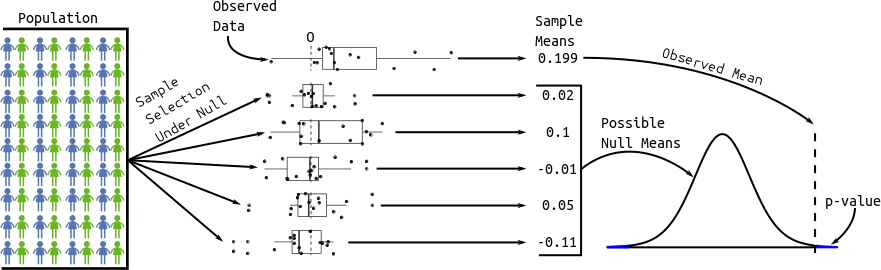 Population
Observed
Data
0
Sample
Means
0.199
Observed Mean
Sample
Selection
Under Null
0.02
0.1
-0.01
0.05
-0.11
Possible
Null Means
p-value